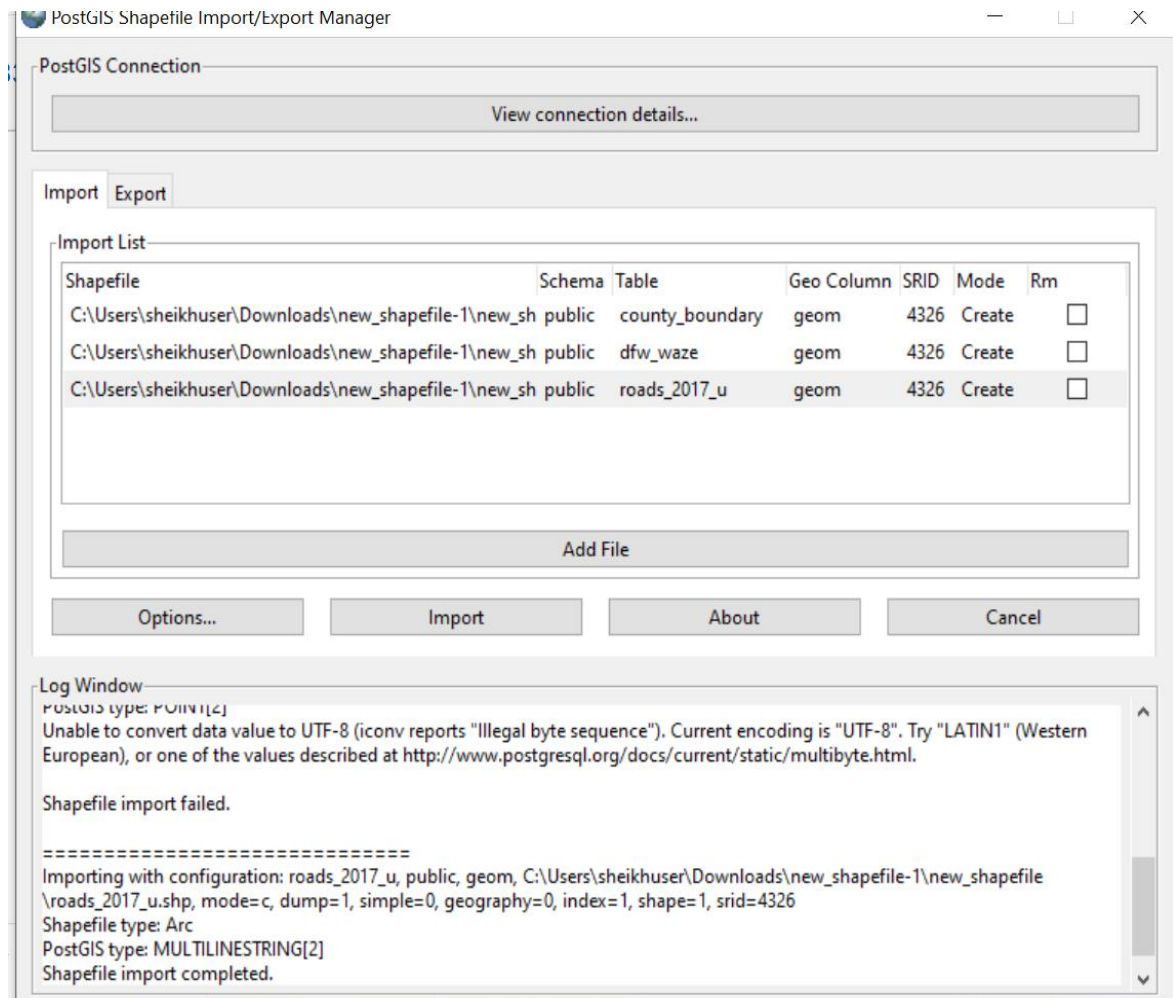 PostGIS Shapefile Import/Export Manager
PostGIS Connection
View connection details...
Import Export
Import List
Shapefile Schema Table Geo Column SRID Mode Rm
C:\Users\sheikhuser\Downloads\new_shapefile-1\new_sh public county_boundary geom 4326 Create
C:\Users\sheikhuser\Downloads\new_shapefile-1\new_sh public dfw_waze geom 4326 Create
C:\Users\sheikhuser\Downloads\new_shapefile-1\new_sh public roads_2017_u geom 4326 Create
Add File
Options... Import About Cancel
Log Window
PostGIS type: POINT[2]
Unable to convert data value to UTF-8 (iconv reports "Illegal byte sequence"). Current encoding is "UTF-8". Try "LATIN1" (Western
European), or one of the values described at http://www.postgresql.org/docs/current/static/multibyte.html.
Shapefile import failed.
==============================
Importing with configuration: roads_2017_u, public, geom, C:\Users\sheikhuser\Downloads\new_shapefile-1\new_shapefile
\roads_2017_u.shp, mode=c, dump=1, simple=0, geography=0, index=1, shape=1, srid=4326
Shapefile type: Arc
PostGIS type: MULTILINESTRING[2]
Shapefile import completed.